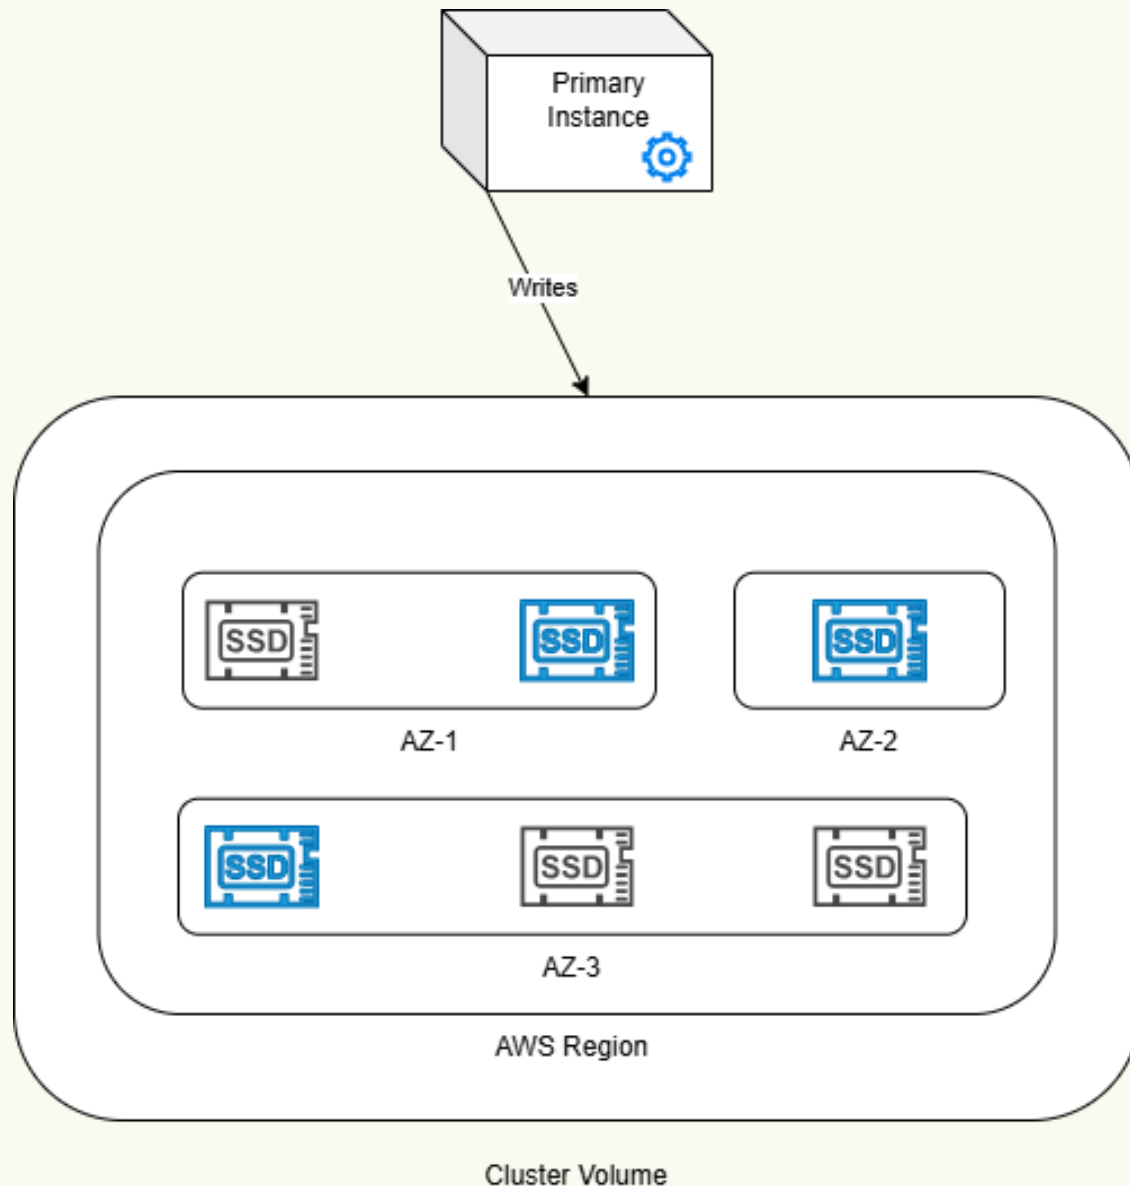 Primary
Instance
Writes
SSD
SSD
SSD
AZ-1
AZ-2
SSD
SSD
SSD
AZ-3
AWS Region
Cluster Volume